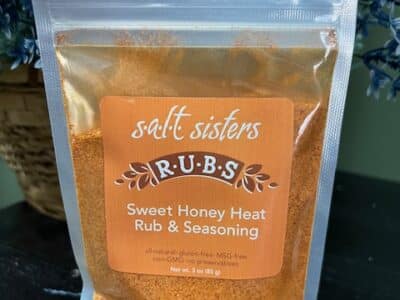 salt sisters
R·U·B·S
Sweet Honey Heat
Rub & Seasoning
all-natural·gluten-free·MSG-free
non-GMO·no preservatives
Net wt. 3 oz (85 g)